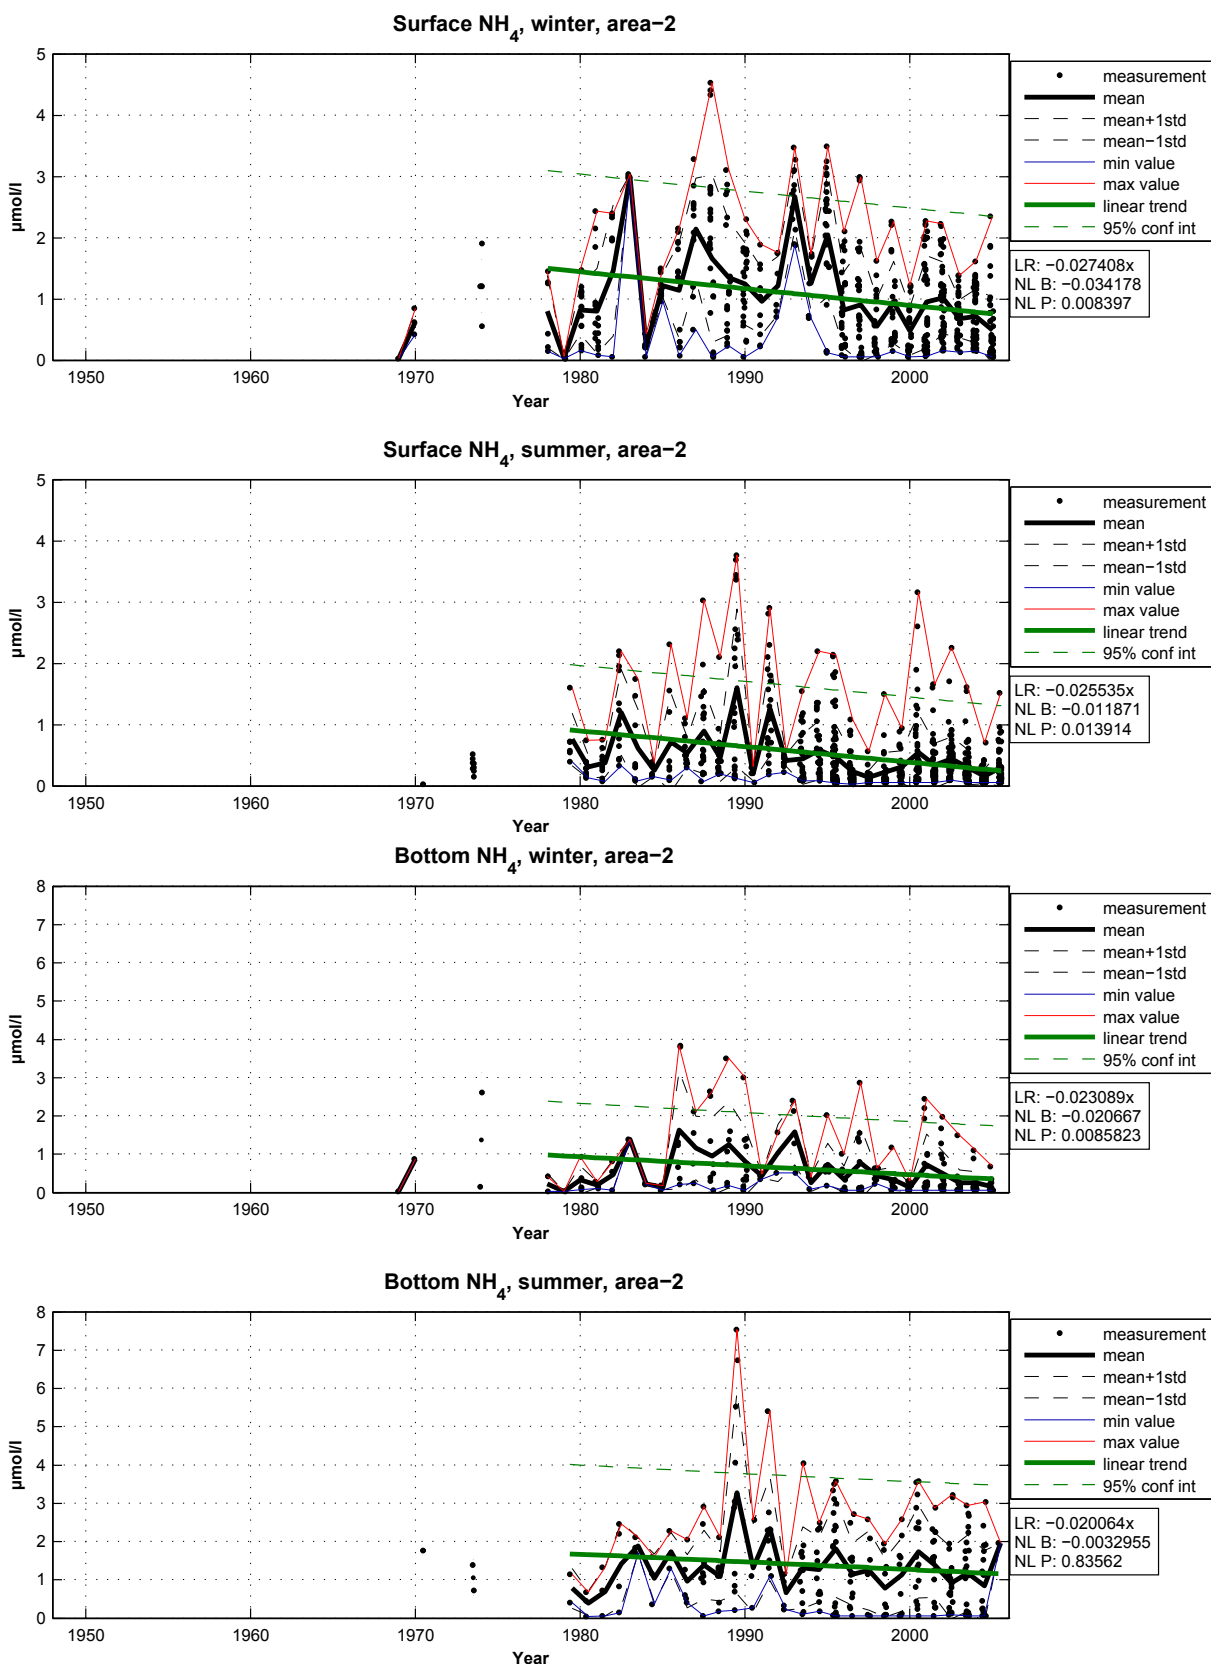 Surface NH4, winter, area−2
5
4
3
2
1
0
µmol/l
1950 1960 1970 1980 1990 2000
Year
measurement
mean
mean+1std
mean−1std
min value
max value
linear trend
95% conf int
LR: −0.027408x
NL B: −0.034178
NL P: 0.008397
Surface NH4, summer, area−2
5
4
3
2
1
0
µmol/l
1950 1960 1970 1980 1990 2000
Year
measurement
mean
mean+1std
mean−1std
min value
max value
linear trend
95% conf int
LR: −0.025535x
NL B: −0.011871
NL P: 0.013914
Bottom NH4, winter, area−2
8
7
6
5
4
3
2
1
0
µmol/l
1950 1960 1970 1980 1990 2000
Year
measurement
mean
mean+1std
mean−1std
min value
max value
linear trend
95% conf int
LR: −0.023089x
NL B: −0.020667
NL P: 0.0085823
Bottom NH4, summer, area−2
8
7
6
5
4
3
2
1
0
µmol/l
1950 1960 1970 1980 1990 2000
Year
measurement
mean
mean+1std
mean−1std
min value
max value
linear trend
95% conf int
LR: −0.020064x
NL B: −0.0032955
NL P: 0.83562